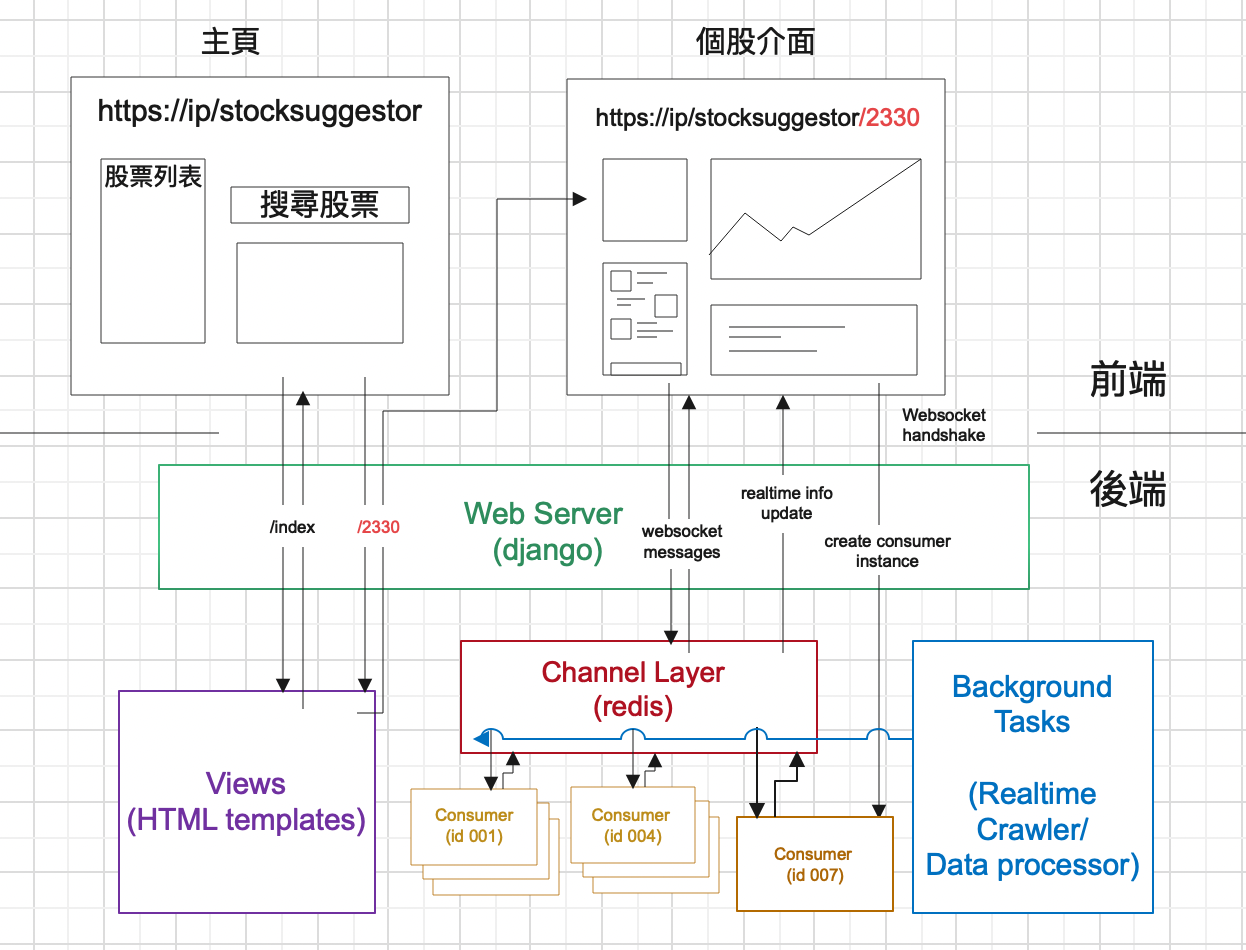 主頁
個股介面
https://ip/stocksuggestor
https://ip/stocksuggestor/2330
股票列表
搜尋股票
前端
Websocket
handshake
後端
Web Server
(django)
/index
/2330
websocket
messages
realtime info
update
create consumer
instance
Channel Layer
(redis)
Background
Tasks
(Realtime
Crawler/
Data processor)
Views
(HTML templates)
Consumer
(id 001)
Consumer
(id 004)
Consumer
(id 007)